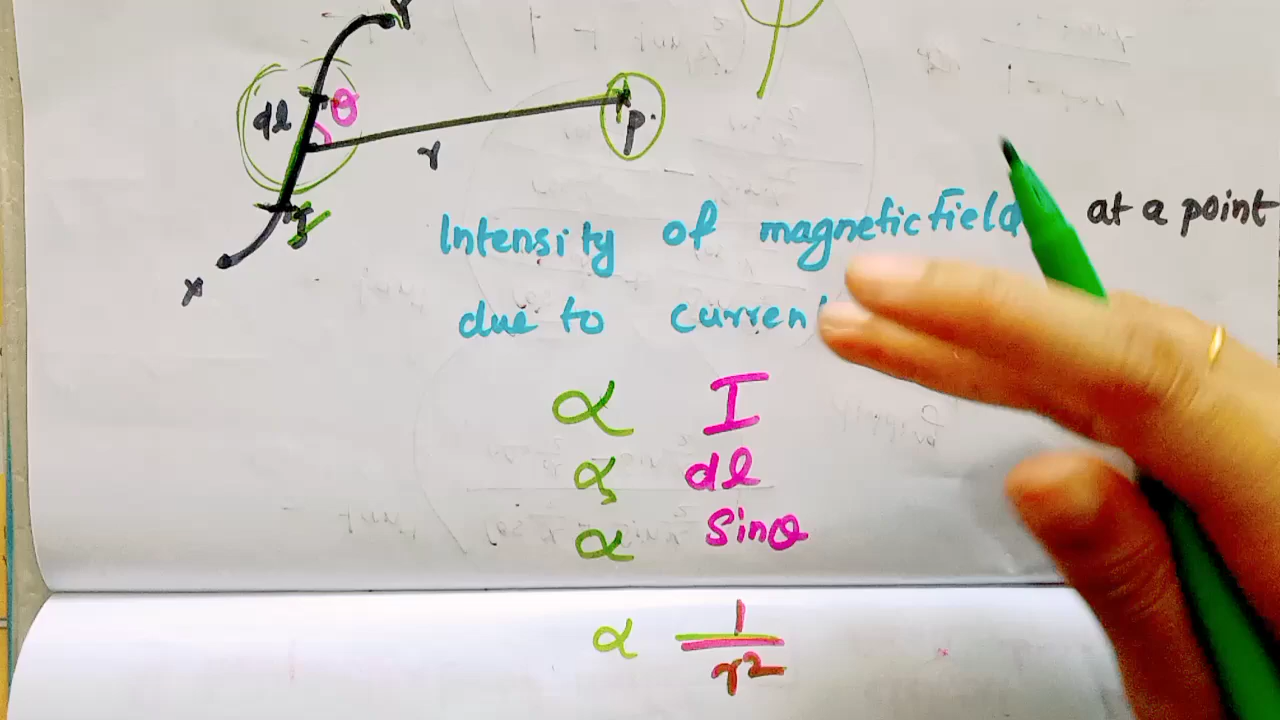 Y
dl θ
P.
r
I
x
Intensity of magnetic field at a point
due to current
∝ I
∝ dl
∝ Sinθ
∝ 1/r²